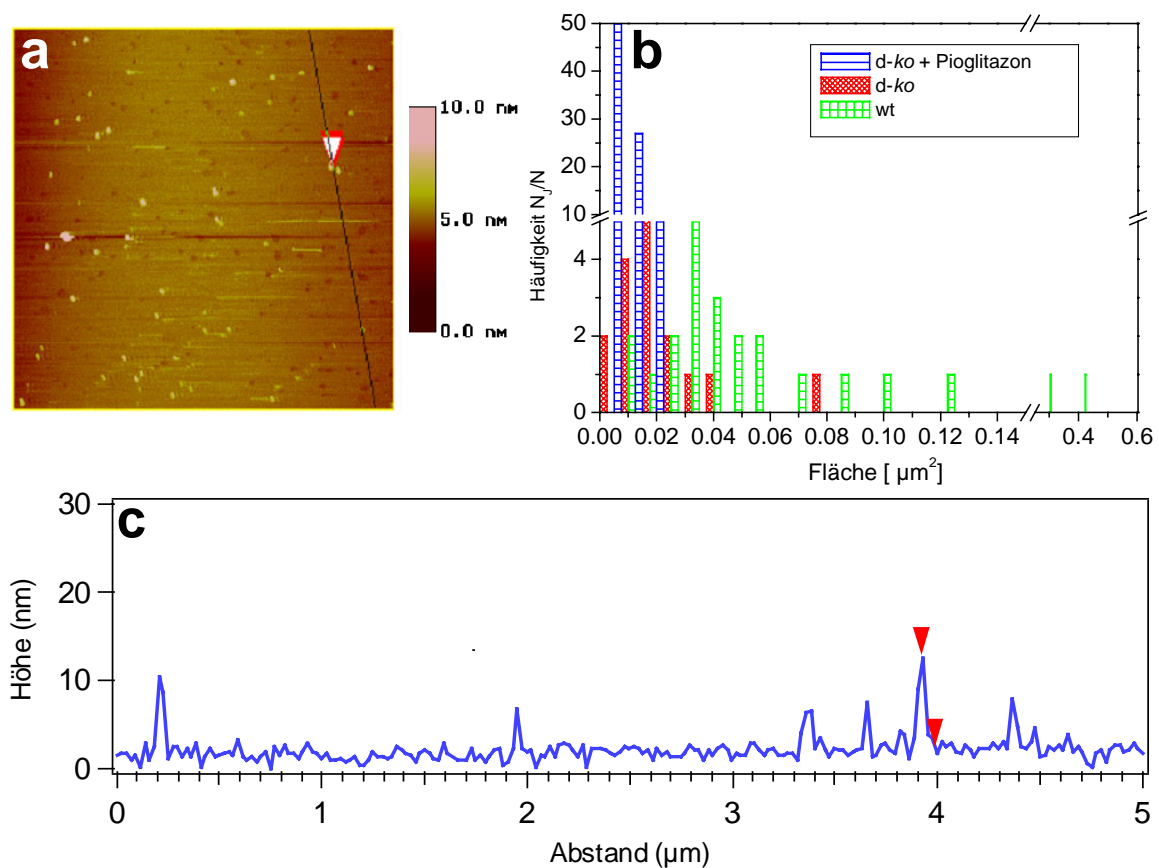 a
10.0 nm
5.0 nm
0.0 nm
b
50
40
30
20
10
4
2
0
Häufigkeit N_J/N
d-ko + Pioglitazon
d-ko
wt
0.00 0.02 0.04 0.06 0.08 0.10 0.12 0.14 0.4 0.6
Fläche [ µm²]
c
30
20
10
0
Höhe (nm)
0 1 2 3 4 5
Abstand (µm)